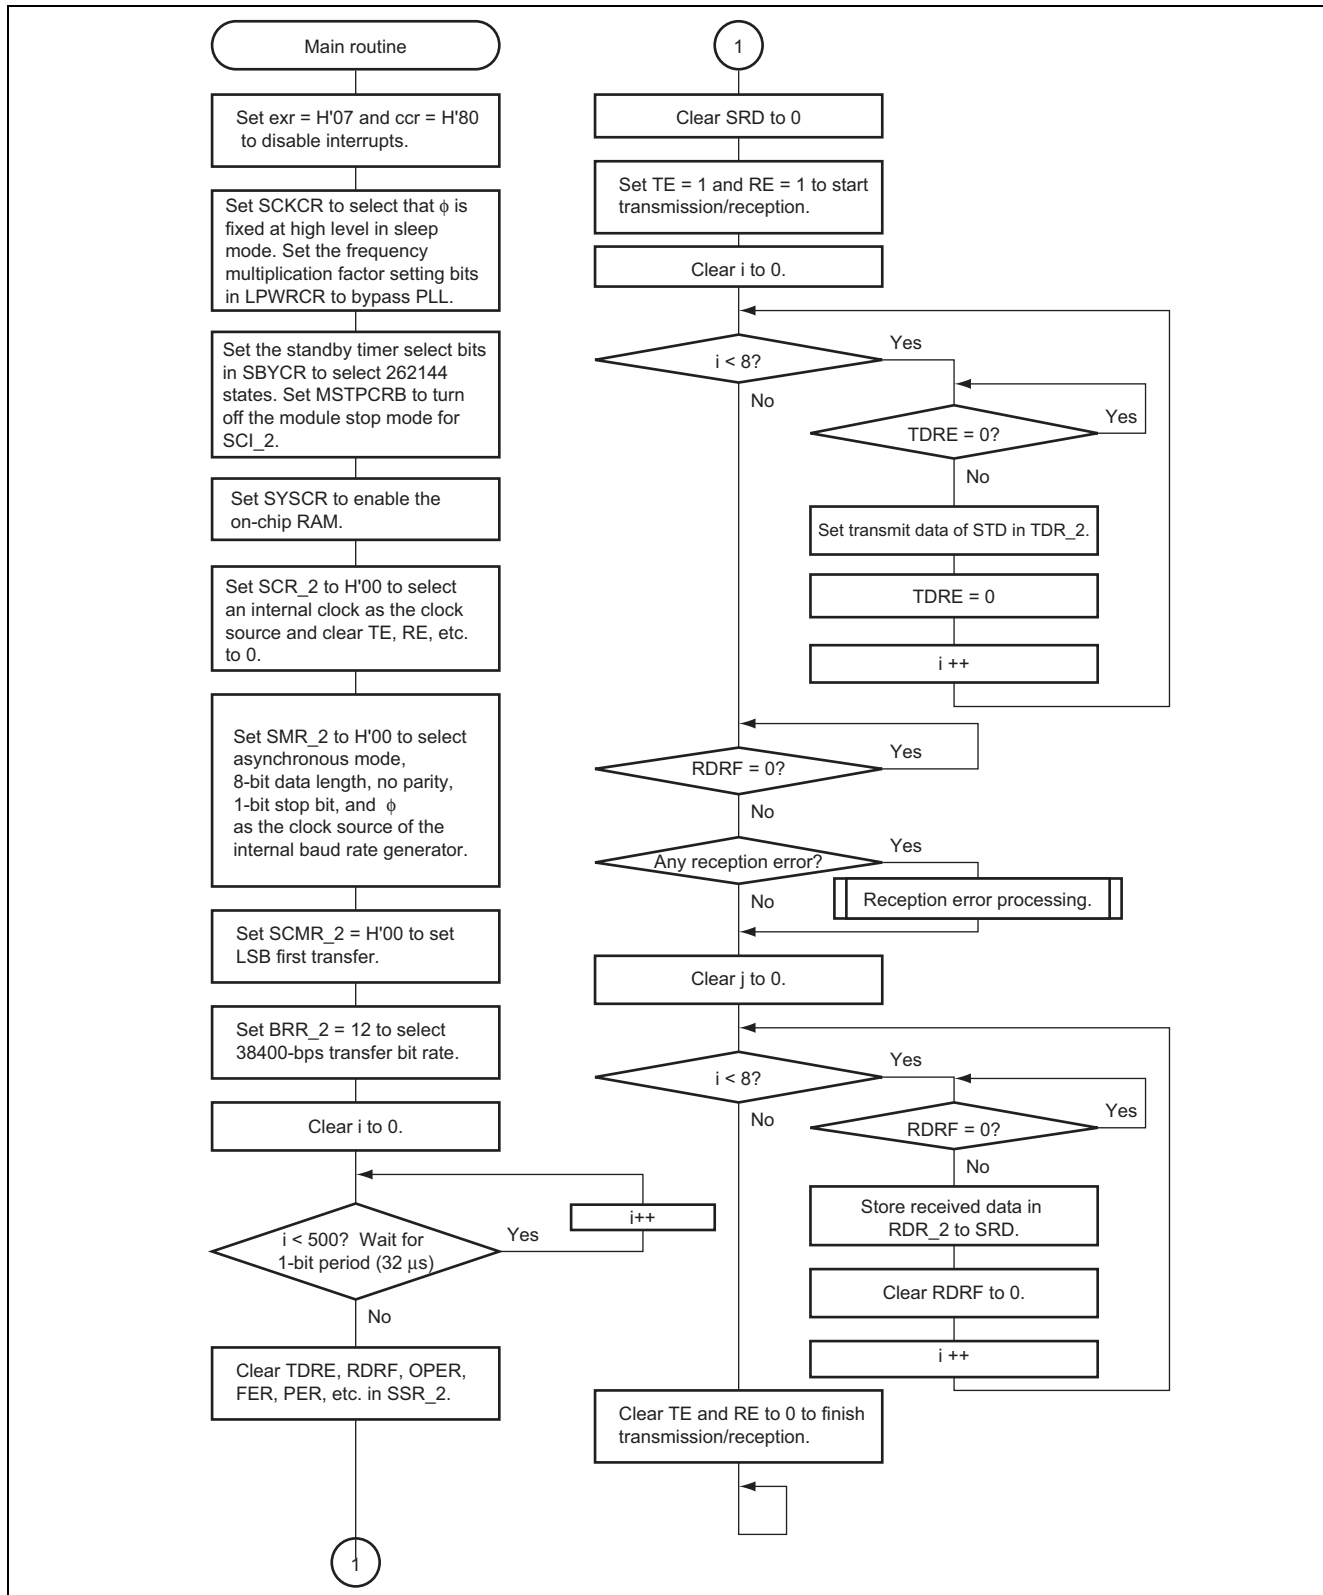 Main routine
Set exr = H'07 and ccr = H'80
to disable interrupts.
Set SCKCR to select that ϕ is
fixed at high level in sleep
mode. Set the frequency
multiplication factor setting bits
in LPWRCR to bypass PLL.
Set the standby timer select bits
in SBYCR to select 262144
states. Set MSTPCRB to turn
off the module stop mode for
SCI_2.
Set SYSCR to enable the
on-chip RAM.
Set SCR_2 to H'00 to select
an internal clock as the clock
source and clear TE, RE, etc.
to 0.
Set SMR_2 to H'00 to select
asynchronous mode,
8-bit data length, no parity,
1-bit stop bit, and ϕ
as the clock source of the
internal baud rate generator.
Set SCMR_2 = H'00 to set
LSB first transfer.
Set BRR_2 = 12 to select
38400-bps transfer bit rate.
Clear i to 0.
i++
i < 500? Wait for
1-bit period (32 μs)
Yes
No
Clear TDRE, RDRF, OPER,
FER, PER, etc. in SSR_2.
1
1
Clear SRD to 0
Set TE = 1 and RE = 1 to start
transmission/reception.
Clear i to 0.
i < 8?
Yes
No
TDRE = 0?
Yes
No
Set transmit data of STD in TDR_2.
TDRE = 0
i ++
RDRF = 0?
Yes
No
Any reception error?
Yes
No
Reception error processing.
Clear j to 0.
i < 8?
Yes
No
RDRF = 0?
Yes
No
Store received data in
RDR_2 to SRD.
Clear RDRF to 0.
i ++
Clear TE and RE to 0 to finish
transmission/reception.